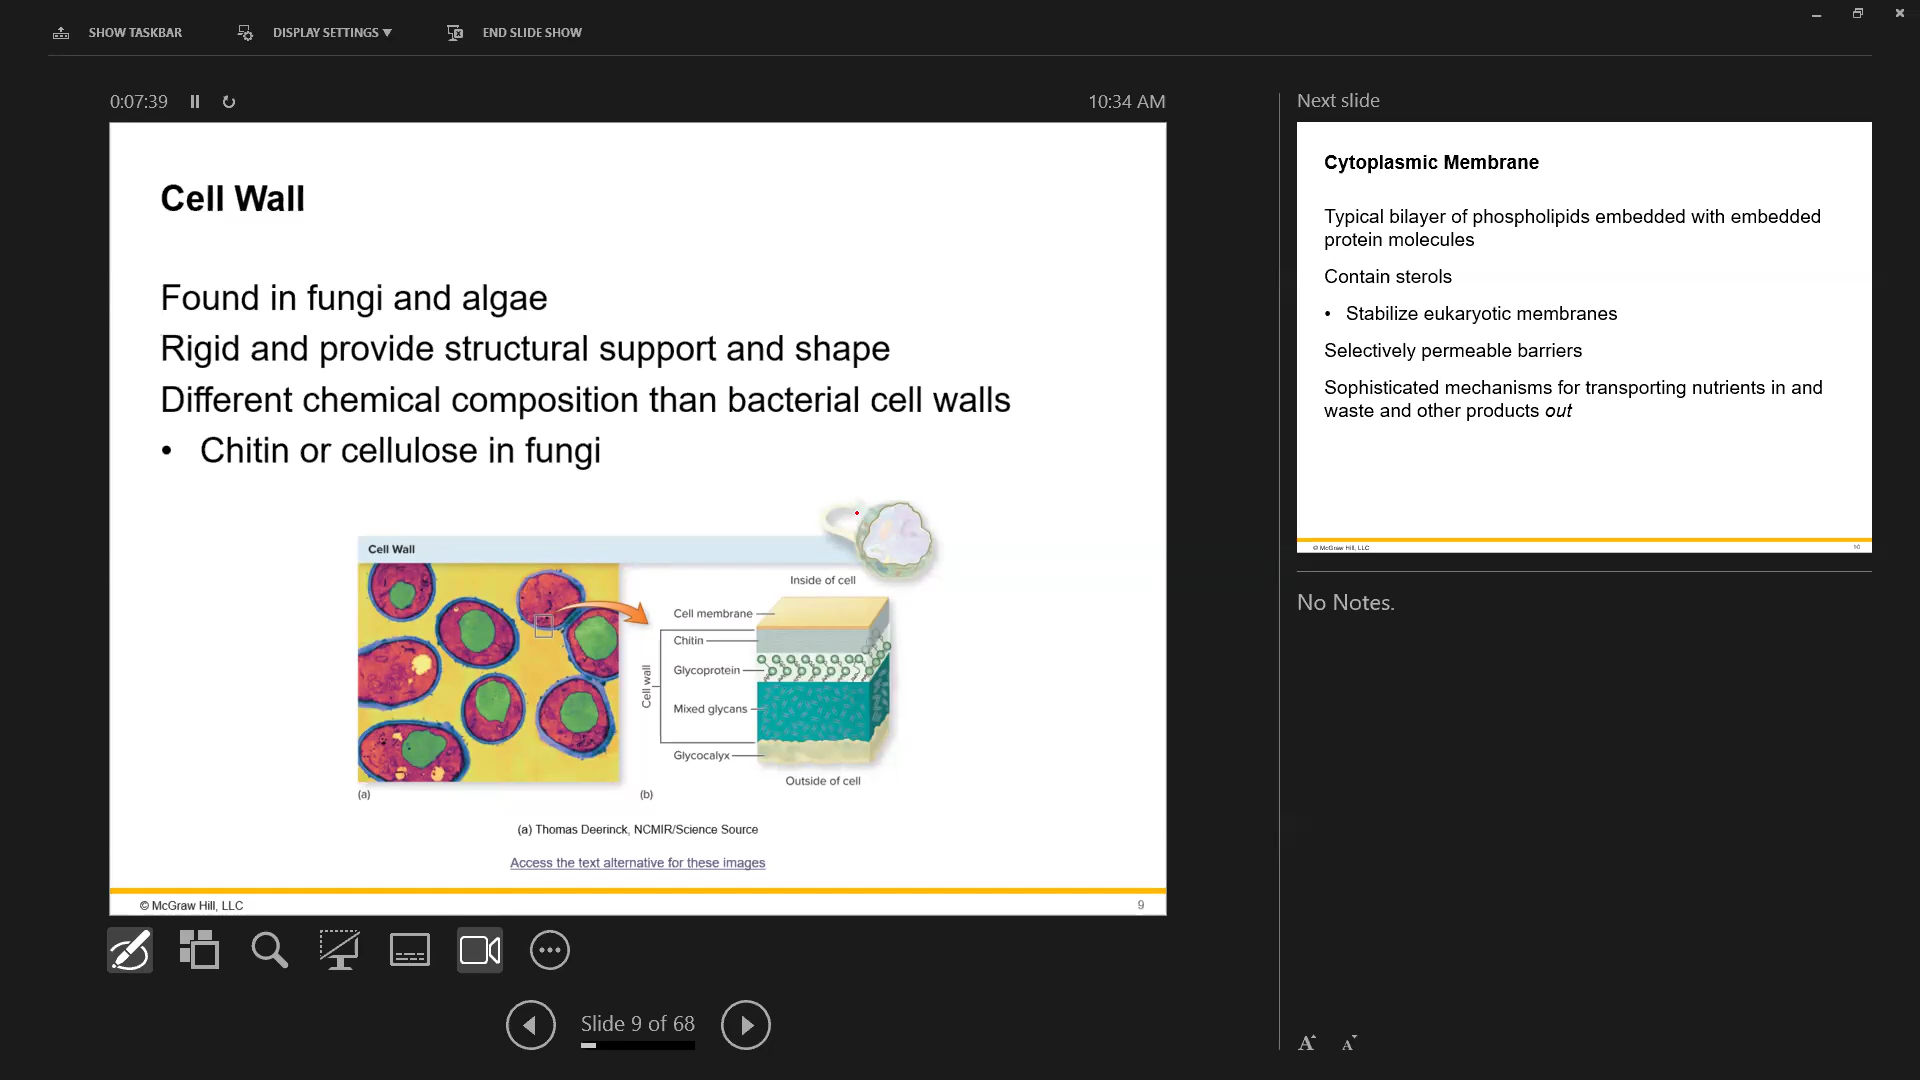 SHOW TASKBAR
DISPLAY SETTINGS ▼
END SLIDE SHOW
0:07:39
10:34 AM
Cell Wall
Found in fungi and algae
Rigid and provide structural support and shape
Different chemical composition than bacterial cell walls
• Chitin or cellulose in fungi
Cell Wall
Inside of cell
Cell membrane
Chitin
Glycoprotein
Cell wall
Mixed glycans
Glycocalyx
Outside of cell
(a)
(b)
(a) Thomas Deerinck, NCMIR/Science Source
Access the text alternative for these images
© McGraw Hill, LLC
9
Slide 9 of 68
Next slide
Cytoplasmic Membrane
Typical bilayer of phospholipids embedded with embedded
protein molecules
Contain sterols
• Stabilize eukaryotic membranes
Selectively permeable barriers
Sophisticated mechanisms for transporting nutrients in and
waste and other products out
© McGraw Hill, LLC
10
No Notes.
A
A